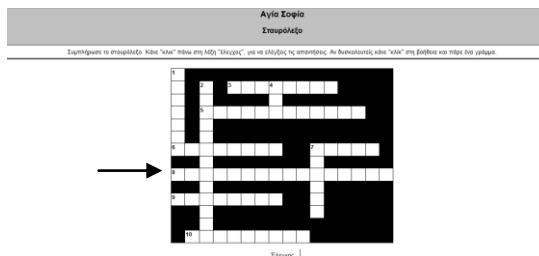 Αγία Σοφία
Σταυρόλεξο
Συμπλήρωσε το σταυρόλεξο. Κάνε "κλικ" πάνω στη λέξη "Έλεγχος", για να ελέγξεις τις απαντήσεις. Αν δυσκολευτείς κάνε "κλικ" στη βοήθεια και πάρε ένα γράμμα.
1
2 3 4
5
6 7
8
9
10
Έλεγχος